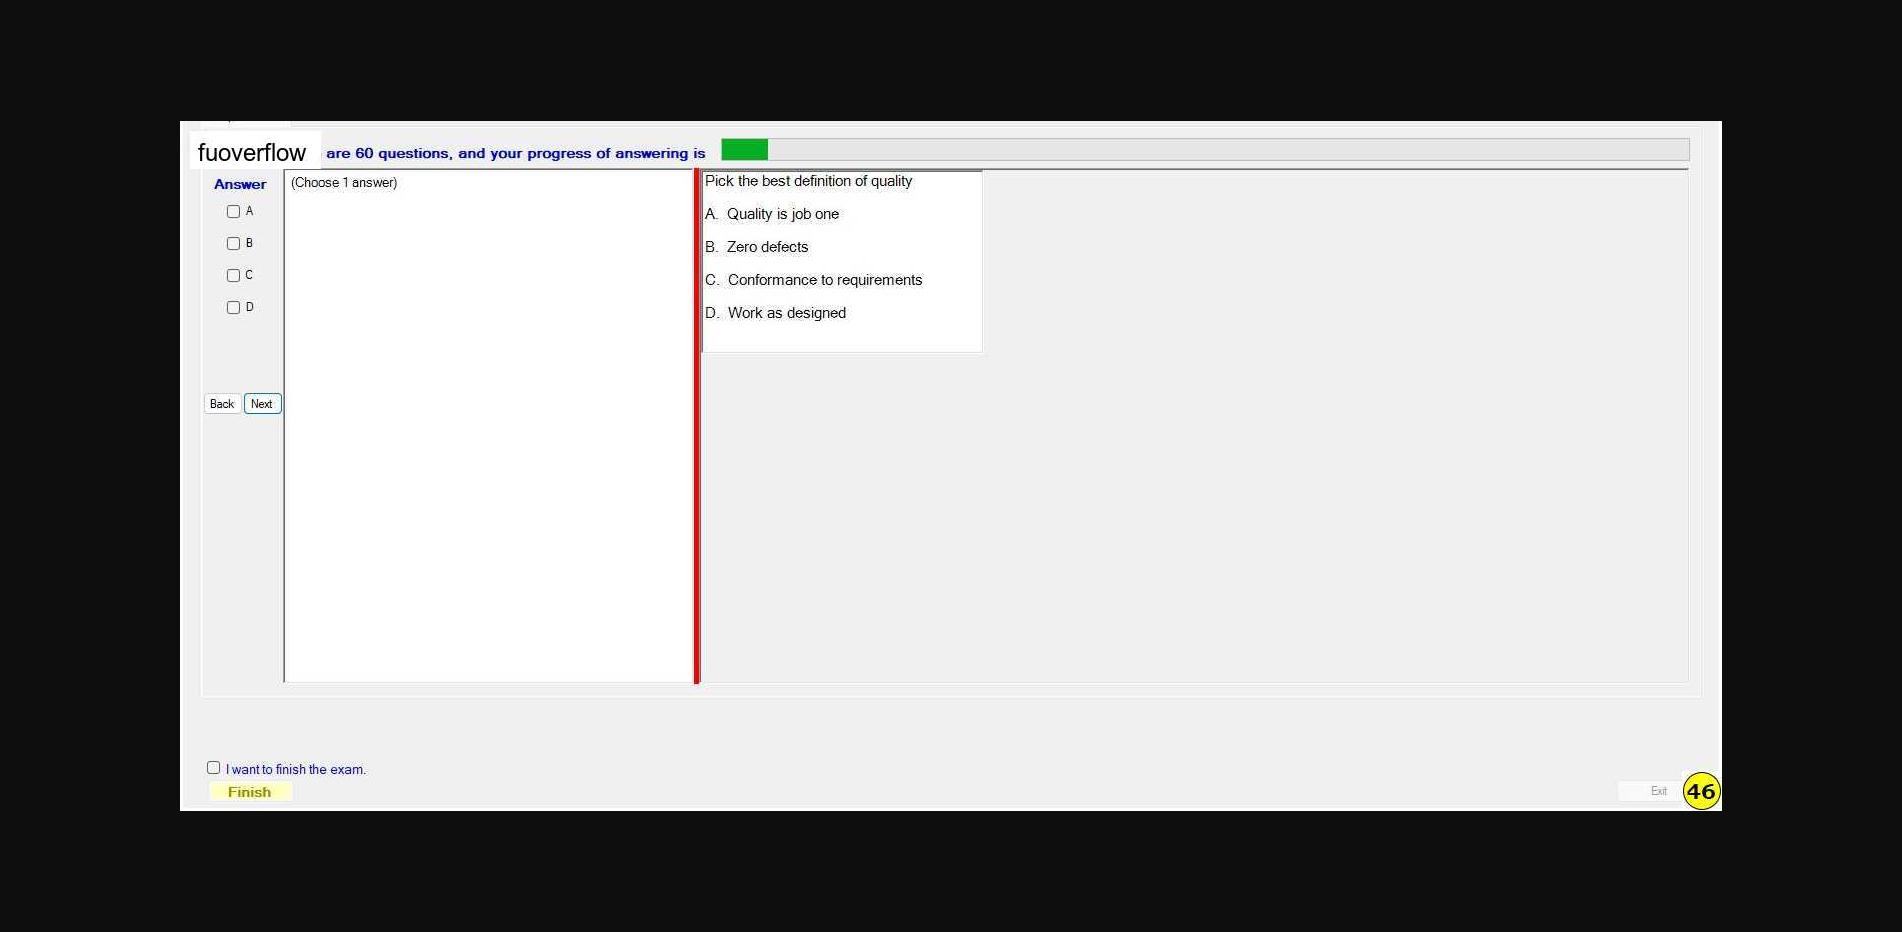 fuoverflow are 60 questions, and your progress of answering is
Answer
(Choose 1 answer)
A
B
C
D
Back Next
Pick the best definition of quality
A. Quality is job one
B. Zero defects
C. Conformance to requirements
D. Work as designed
I want to finish the exam.
Finish
Exit
46